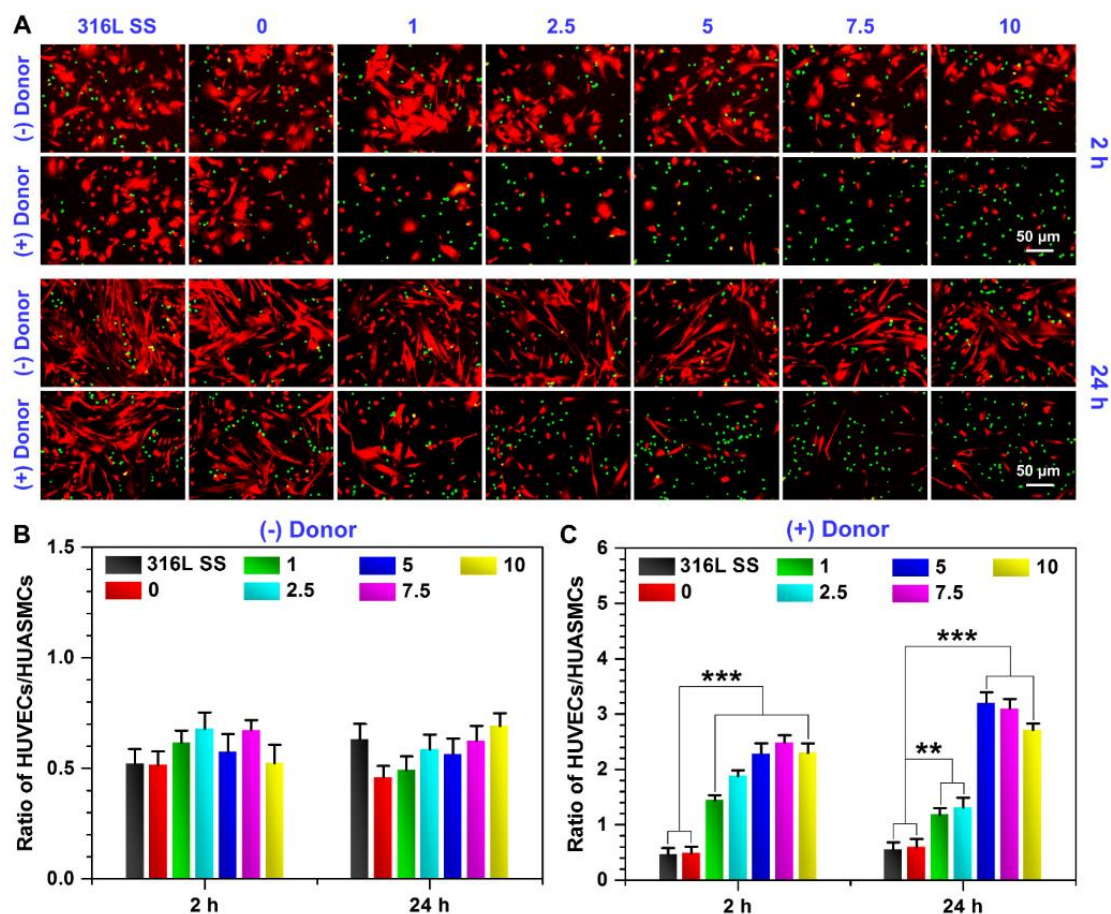 A
316L SS 0 1 2.5 5 7.5 10
(-) Donor
(+) Donor
2 h
50 µm
(-) Donor
(+) Donor
24 h
50 µm
B
(-) Donor
Ratio of HUVECs/HUASMCs
1.5
1.0
0.5
0.0
316L SS 1 5 10
0 2.5 7.5
2 h 24 h
C
(+) Donor
Ratio of HUVECs/HUASMCs
6
5
4
3
2
1
0
316L SS 1 5 10
0 2.5 7.5
***
***
**
2 h 24 h